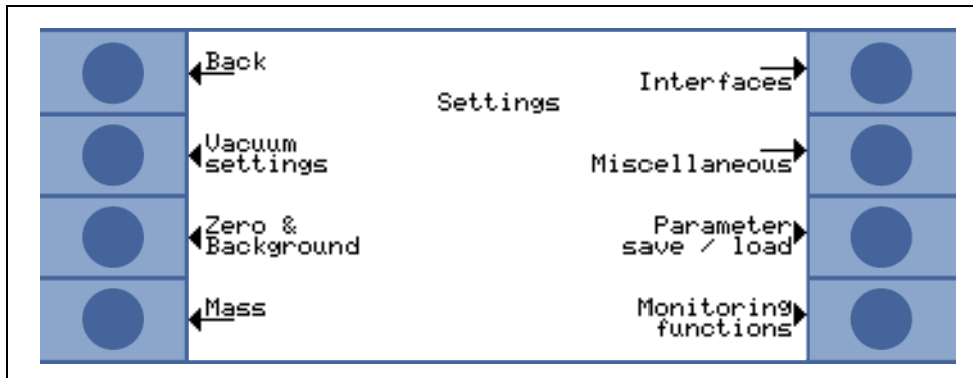 Back
Settings
Interfaces
Vacuum
settings
Miscellaneous
Zero &
Background
Parameter
save / load
Mass
Monitoring
functions